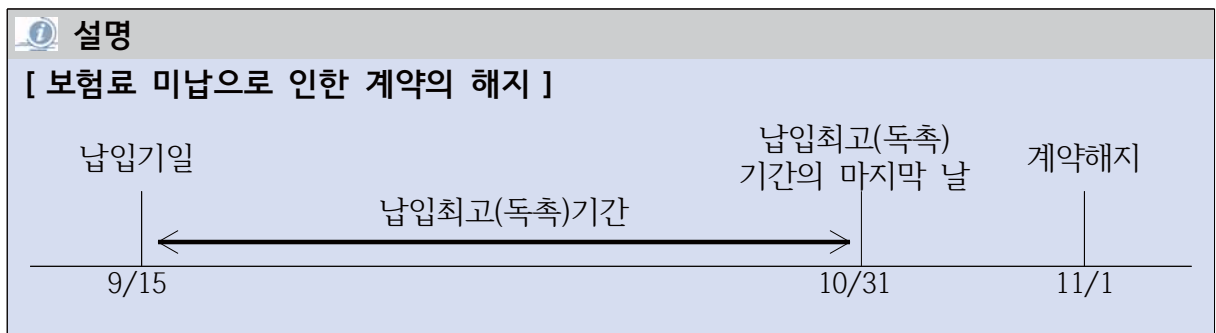 설명
[ 보험료 미납으로 인한 계약의 해지 ]
납입기일
납입최고(독촉)
기간의 마지막 날
계약해지
납입최고(독촉)기간
9/15
10/31
11/1